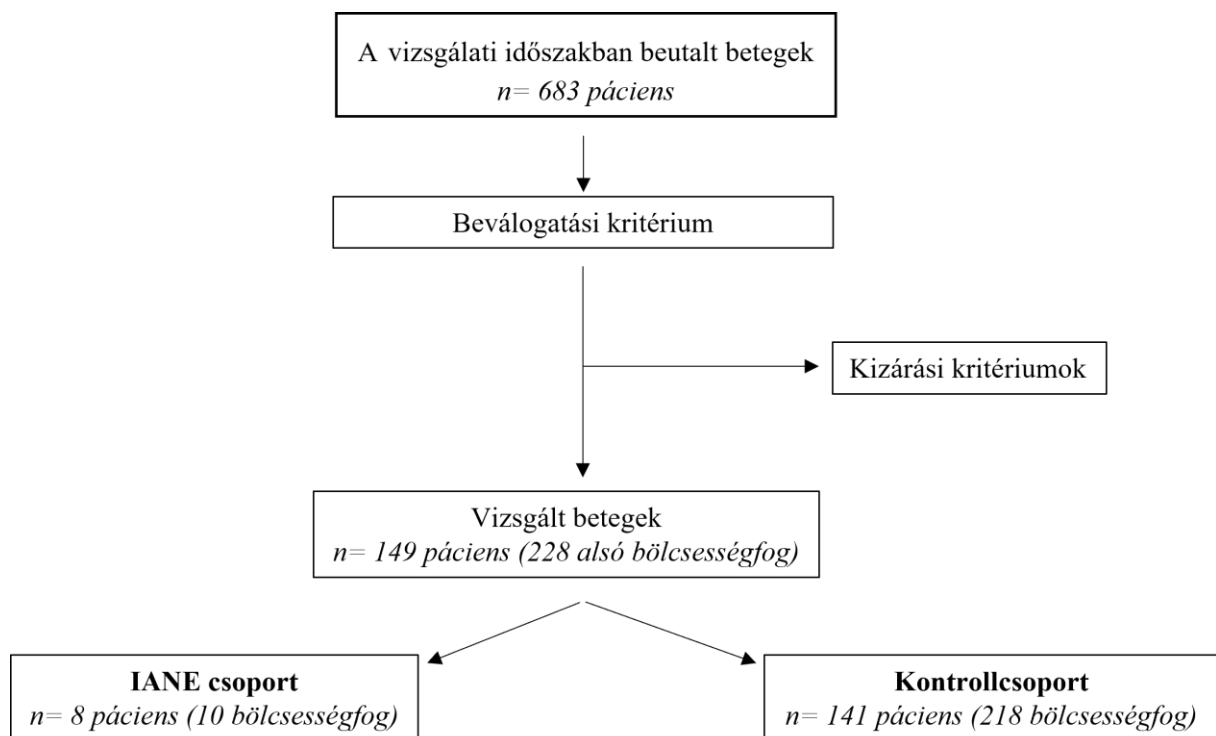 A vizsgálati időszakban beutalt betegek
n= 683 páciens
Beválogatási kritérium
Kizárási kritériumok
Vizsgált betegek
n= 149 páciens (228 alsó bölcsességfog)
IANE csoport
n= 8 páciens (10 bölcsességfog)
Kontrollcsoport
n= 141 páciens (218 bölcsességfog)